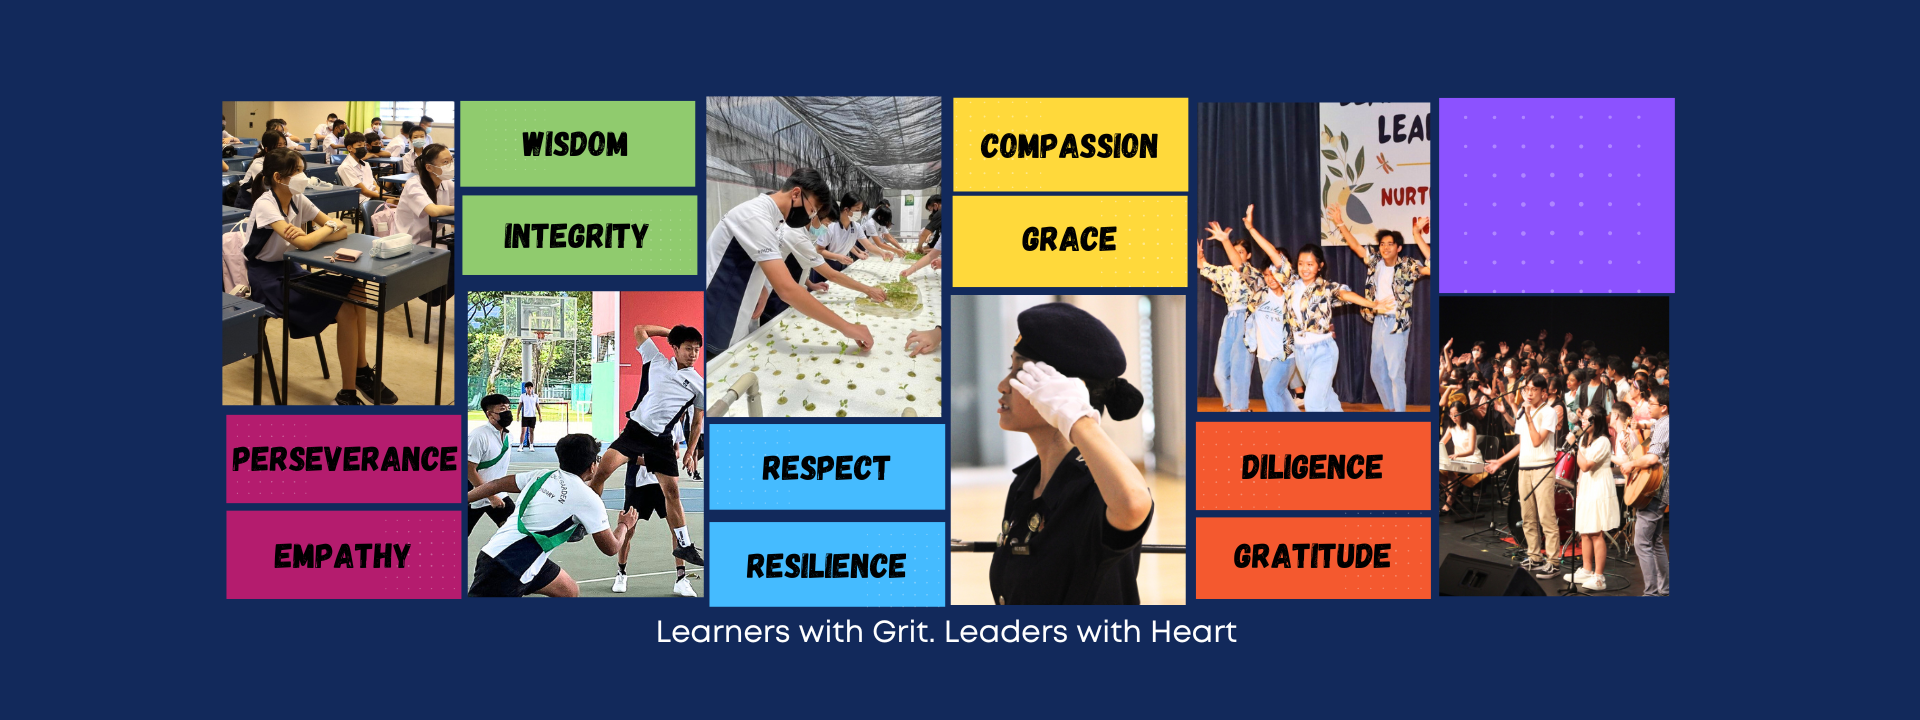 WISDOM
INTEGRITY
PERSEVERANCE
EMPATHY
RESPECT
RESILIENCE
COMPASSION
GRACE
DILIGENCE
GRATITUDE
Learners with Grit. Leaders with Heart